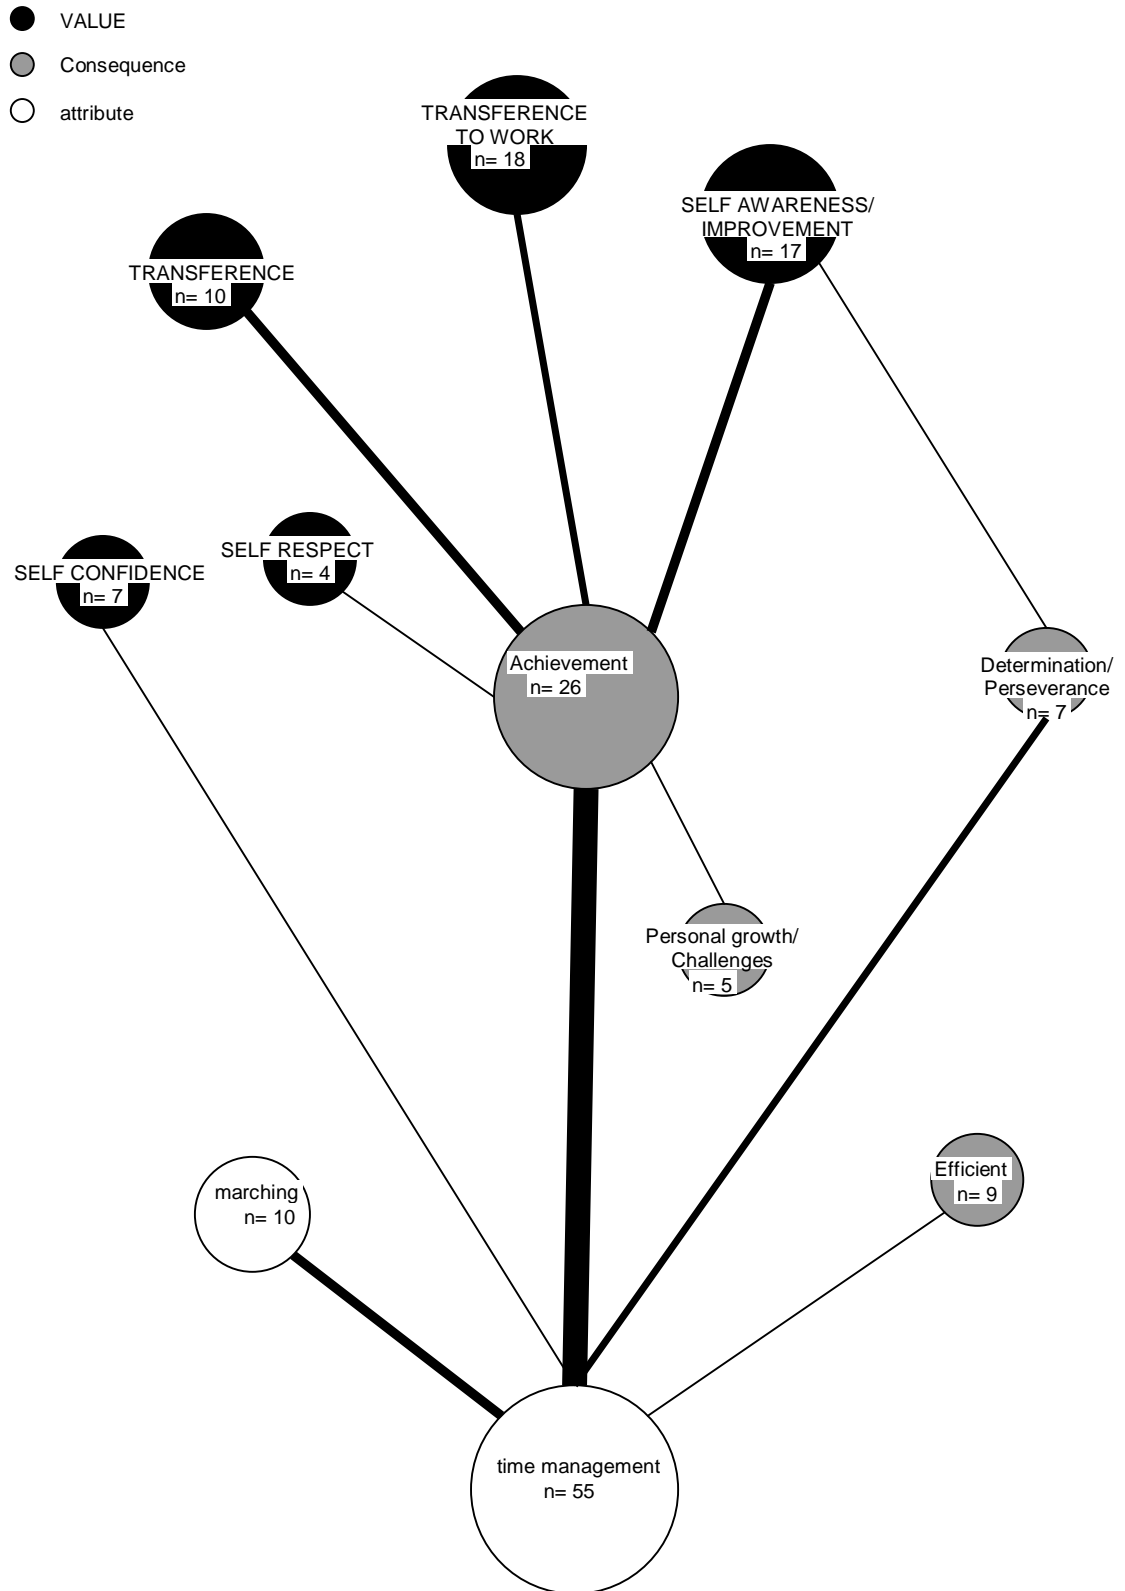 VALUE
Consequence
attribute
TRANSFERENCE
TO WORK
n= 18
SELF AWARENESS/
IMPROVEMENT
n= 17
TRANSFERENCE
n= 10
SELF RESPECT
n= 4
SELF CONFIDENCE
n= 7
Achievement
n= 26
Determination/
Perseverance
n= 7
Personal growth/
Challenges
n= 5
Efficient
n= 9
marching
n= 10
time management
n= 55